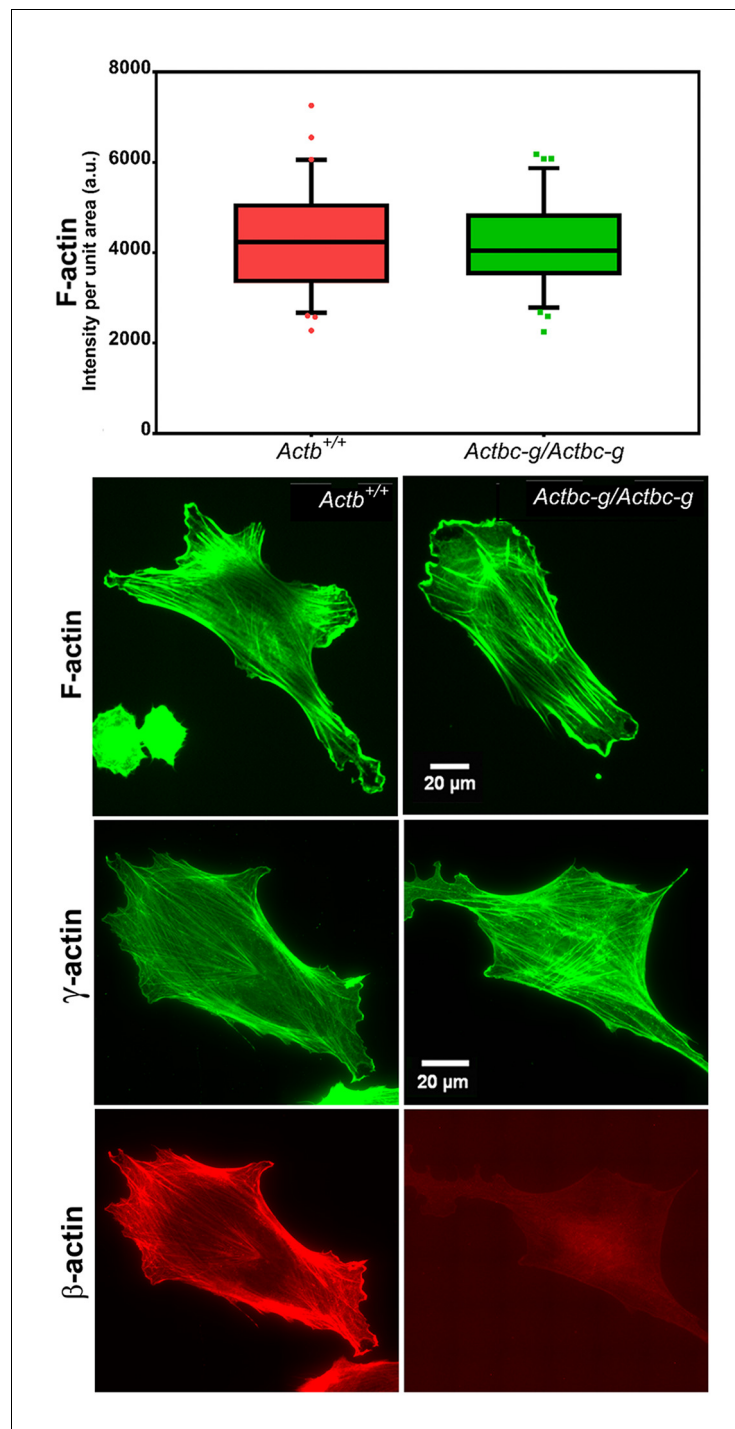 8000
6000
4000
2000
0
F-actin
Intensity per unit area (a.u.)
Actb+/+
Actbc-g/Actbc-g
Actb+/+
Actbc-g/Actbc-g
F-actin
20 µm
γ-actin
20 µm
β-actin